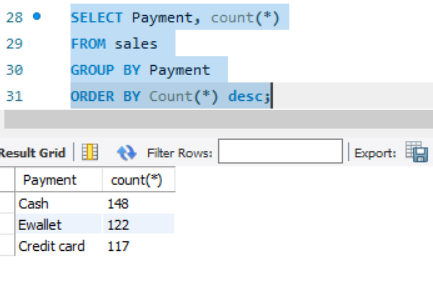 28 SELECT Payment, count(*)
29 FROM sales
30 GROUP BY Payment
31 ORDER BY Count(*) desc;
Result Grid Filter Rows: Export:
Payment count(*)
Cash 148
Ewallet 122
Credit card 117